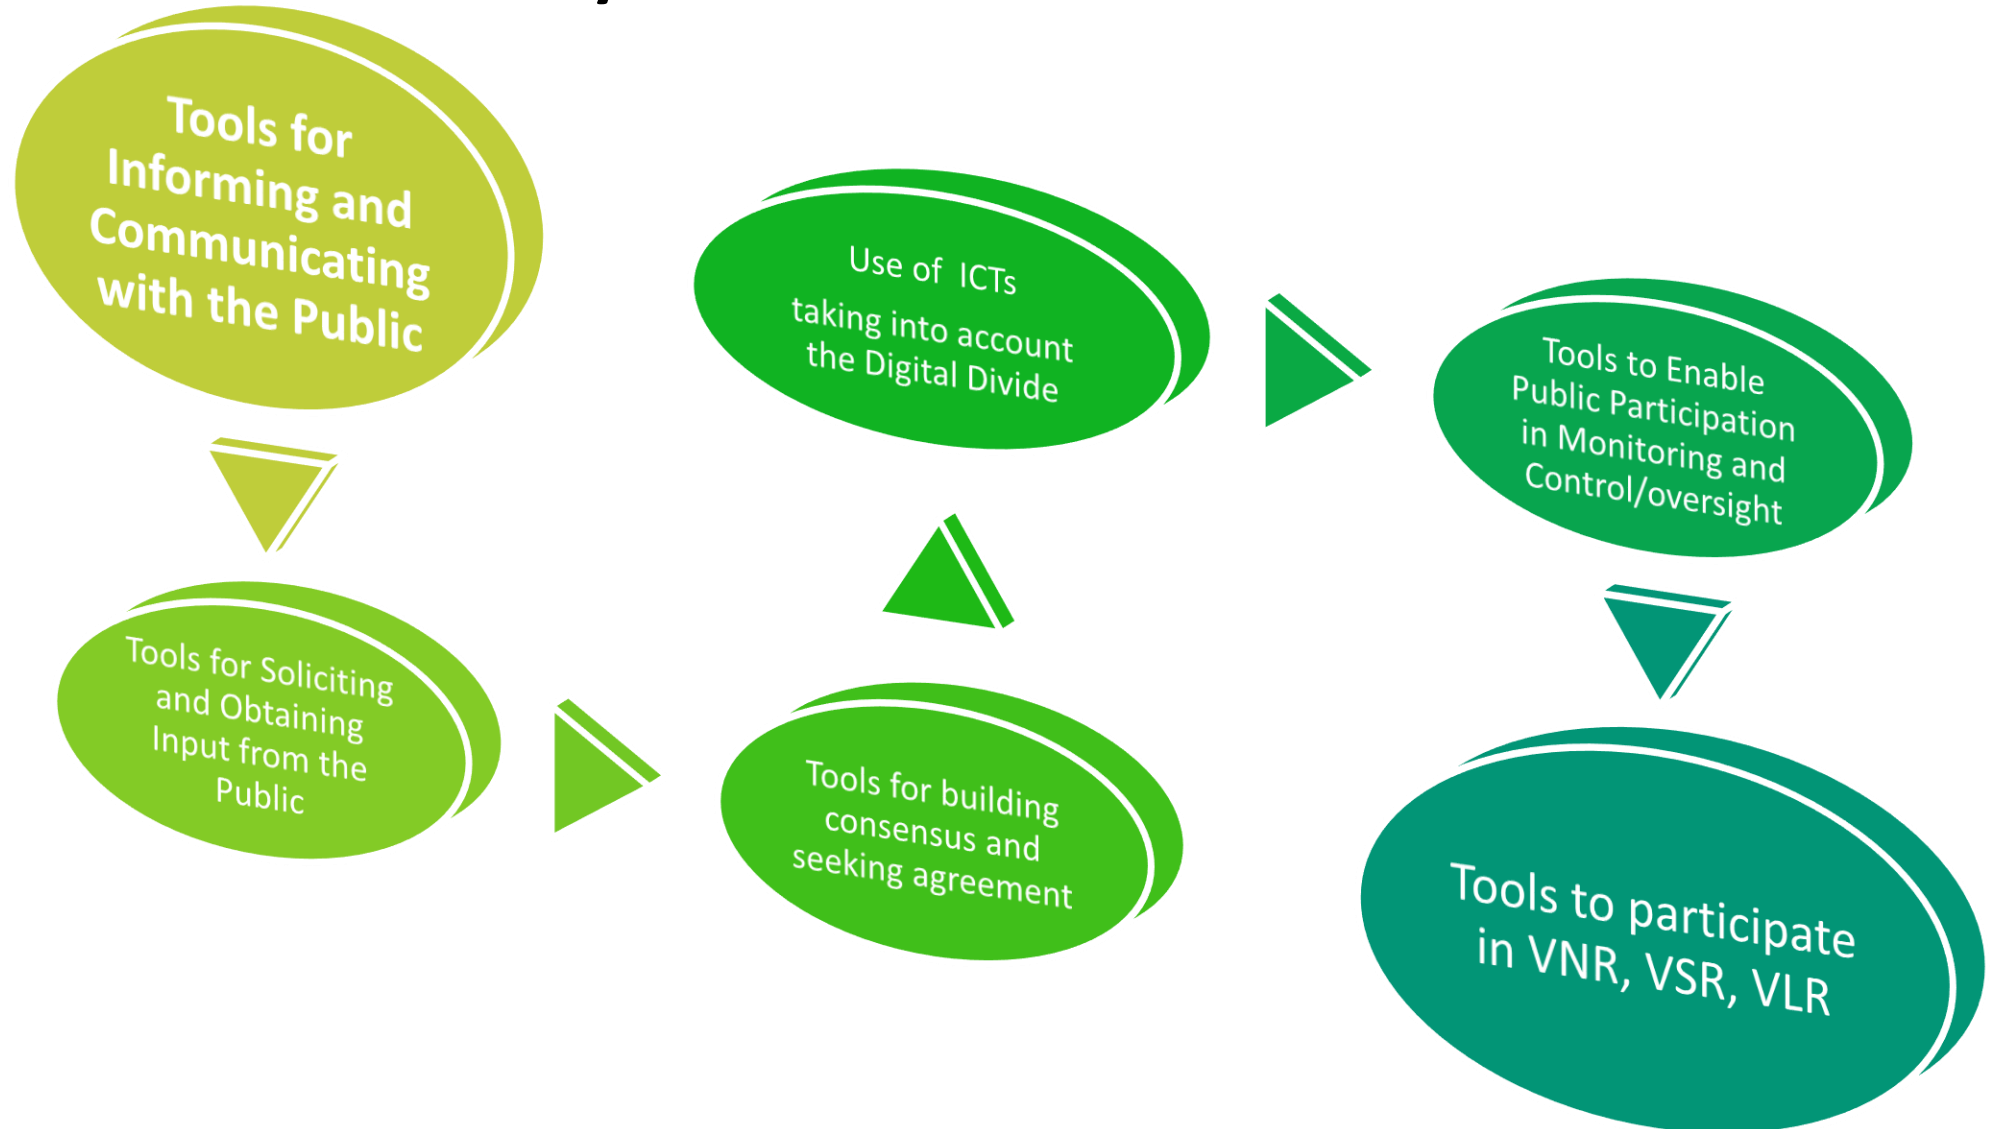 Tools for
Informing and
Communicating
with the Public
Tools for Soliciting
and Obtaining
Input from the
Public
Tools for building
consensus and
seeking agreement
Use of ICTs
taking into account
the Digital Divide
Tools to Enable
Public Participation
in Monitoring and
Control/oversight
Tools to participate
in VNR, VSR, VLR